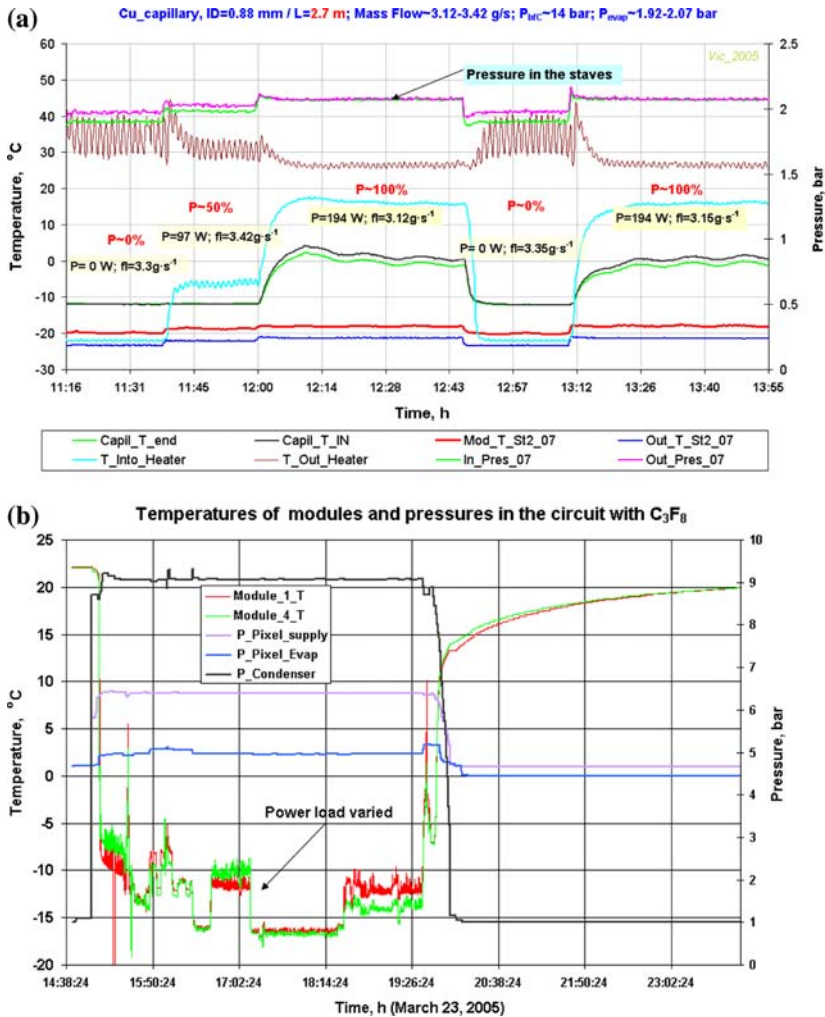 (a)
Cu_capillary, ID=0.88 mm / L=2.7 m; Mass Flow~3.12-3.42 g/s; PbfC~14 bar; Pevap~1.92-2.07 bar
60
50
40
30
20
10
0
-10
-20
-30
Temperature, °C
2.5
2
1.5
1
0.5
0
Pressure, bar
Vic_2005
Pressure in the staves
P~0%
P~50%
P~100%
P~0%
P~100%
P= 0 W; fl=3.3g·s⁻¹
P=97 W; fl=3.42g·s⁻¹
P=194 W; fl=3.12g·s⁻¹
P= 0 W; fl=3.35g·s⁻¹
P=194 W; fl=3.15g·s⁻¹
11:16 11:31 11:45 12:00 12:14 12:28 12:43 12:57 13:12 13:26 13:40 13:55
Time, h
Capil_T_end Capil_T_IN Mod_T_St2_07 Out_T_St2_07
T_Into_Heater T_Out_Heater In_Pres_07 Out_Pres_07
(b)
Temperatures of modules and pressures in the circuit with C₃F₈
25
20
15
10
5
0
-5
-10
-15
-20
Temperature, °C
10
9
8
7
6
5
4
3
2
1
0
Pressure, bar
Module_1_T
Module_4_T
P_Pixel_supply
P_Pixel_Evap
P_Condenser
Power load varied
14:38:24 15:50:24 17:02:24 18:14:24 19:26:24 20:38:24 21:50:24 23:02:24
Time, h (March 23, 2005)